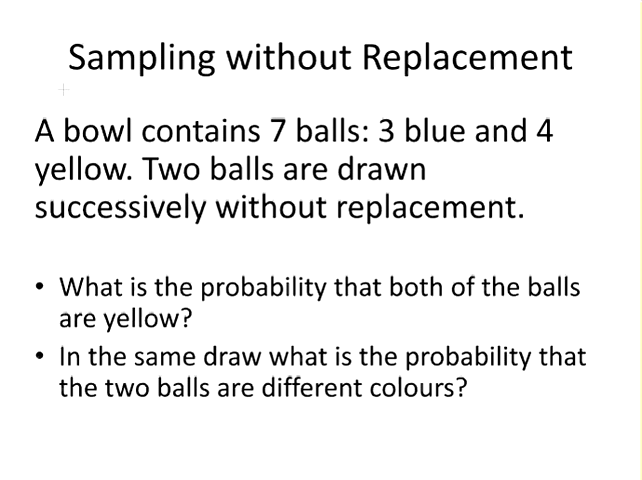 Sampling without Replacement
A bowl contains 7 balls: 3 blue and 4
yellow. Two balls are drawn
successively without replacement.
• What is the probability that both of the balls
are yellow?
• In the same draw what is the probability that
the two balls are different colours?